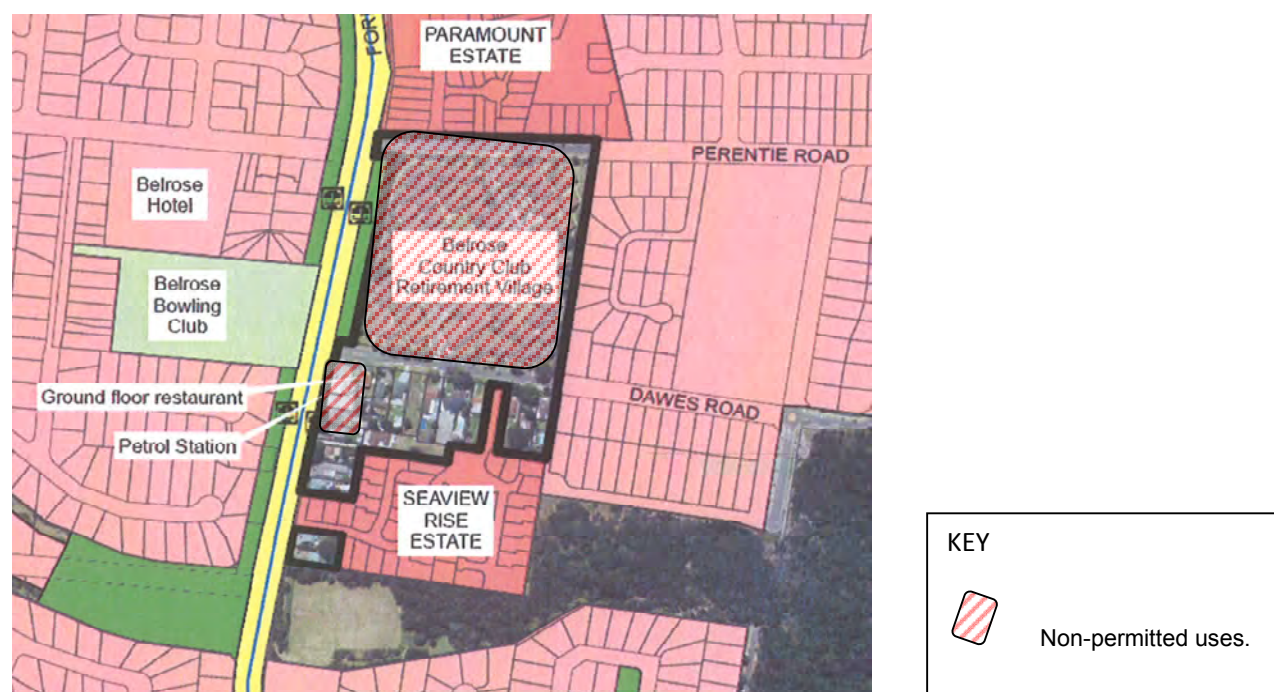 FOR
PARAMOUNT
ESTATE
PERENTIE ROAD
Belrose
Hotel
Belrose
Country Club
Retirement Village
Belrose
Bowling
Club
Ground floor restaurant
DAWES ROAD
Petrol Station
SEAVIEW
RISE
ESTATE
KEY
Non-permitted uses.